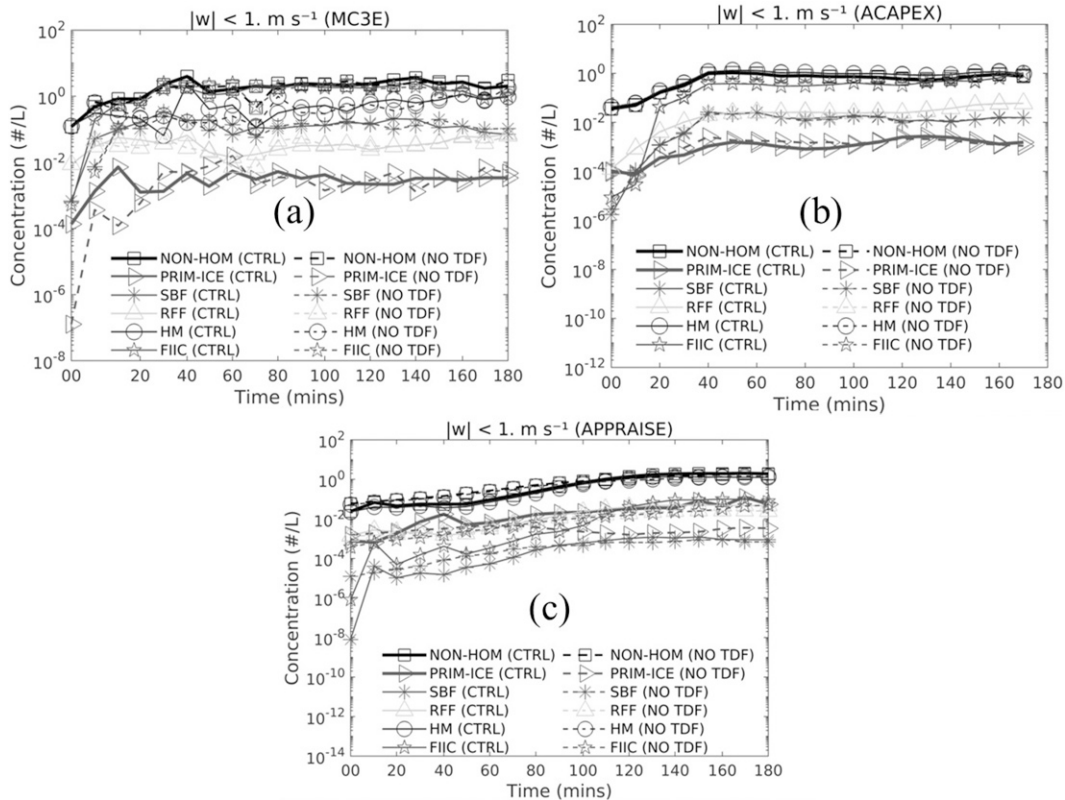 |w| < 1. m s⁻¹ (MC3E)
10²
10⁰
10⁻²
10⁻⁴
10⁻⁶
10⁻⁸
Concentration (#/L)
(a)
NON-HOM (CTRL) NON-HOM (NO TDF)
PRIM-ICE (CTRL) PRIM-ICE (NO TDF)
SBF (CTRL) SBF (NO TDF)
RFF (CTRL) RFF (NO TDF)
HM (CTRL) HM (NO TDF)
FIIC (CTRL) FIIC (NO TDF)
00 20 40 60 80 100 120 140 160 180
Time (mins)
|w| < 1. m s⁻¹ (ACAPEX)
10²
10⁰
10⁻²
10⁻⁴
10⁻⁶
10⁻⁸
10⁻¹⁰
10⁻¹²
Concentration (#/L)
(b)
NON-HOM (CTRL) NON-HOM (NO TDF)
PRIM-ICE (CTRL) PRIM-ICE (NO TDF)
SBF (CTRL) SBF (NO TDF)
RFF (CTRL) RFF (NO TDF)
HM (CTRL) HM (NO TDF)
FIIC (CTRL) FIIC (NO TDF)
00 20 40 60 80 100 120 140 160 180
Time (mins)
|w| < 1. m s⁻¹ (APPRAISE)
10²
10⁰
10⁻²
10⁻⁴
10⁻⁶
10⁻⁸
10⁻¹⁰
10⁻¹²
10⁻¹⁴
Concentration (#/L)
(c)
NON-HOM (CTRL) NON-HOM (NO TDF)
PRIM-ICE (CTRL) PRIM-ICE (NO TDF)
SBF (CTRL) SBF (NO TDF)
RFF (CTRL) RFF (NO TDF)
HM (CTRL) HM (NO TDF)
FIIC (CTRL) FIIC (NO TDF)
00 20 40 60 80 100 120 140 160 180
Time (mins)